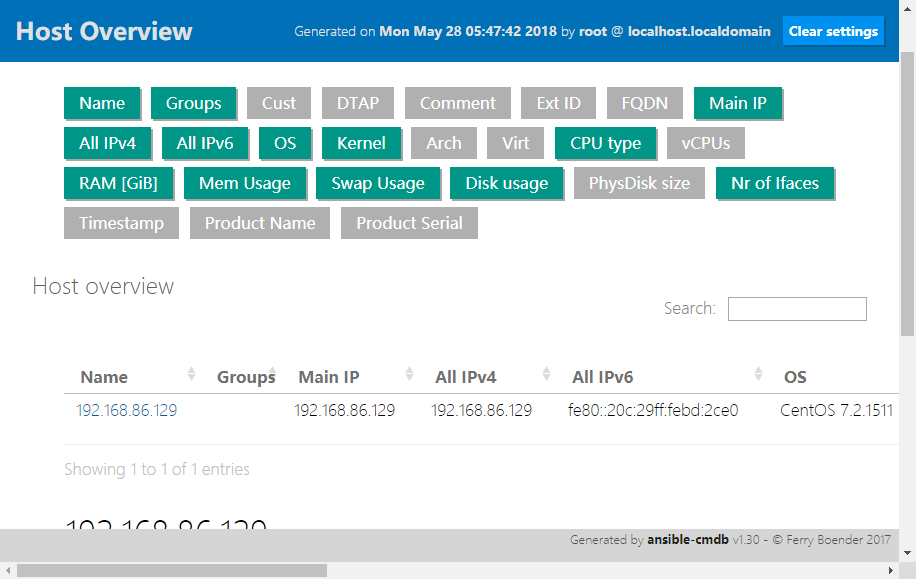 Host Overview
Generated on Mon May 28 05:47:42 2018 by root @ localhost.localdomain
Clear settings
Name Groups Cust DTAP Comment Ext ID FQDN Main IP
All IPv4 All IPv6 OS Kernel Arch Virt CPU type vCPUs
RAM [GiB] Mem Usage Swap Usage Disk usage PhysDisk size Nr of Ifaces
Timestamp Product Name Product Serial
Host overview
Search:
Name Groups Main IP All IPv4 All IPv6 OS
192.168.86.129 192.168.86.129 192.168.86.129 fe80::20c:29ff:febd:2ce0 CentOS 7.2.1511
Showing 1 to 1 of 1 entries
192.168.86.129
Generated by ansible-cmdb v1.30 - © Ferry Boender 2017